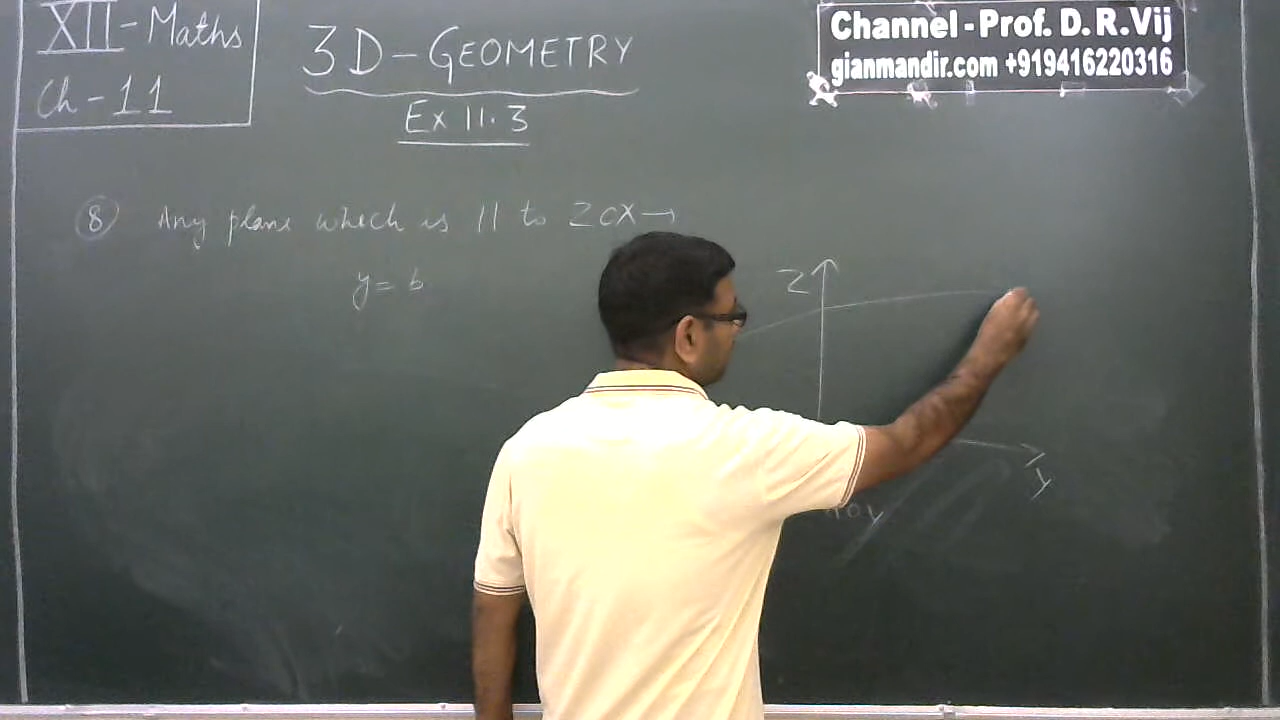 XII - Maths
Ch - 11
3D - GEOMETRY
Ex 11.3
Channel - Prof. D. R. Vij
gianmandir.com +919416220316
8 Any plane which is || to ZOX →
y = b
Z
y
xoy